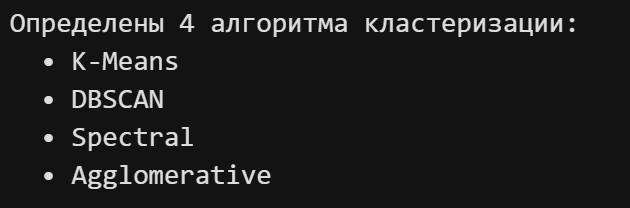 Определены 4 алгоритма кластеризации:
• K-Means
• DBSCAN
• Spectral
• Agglomerative